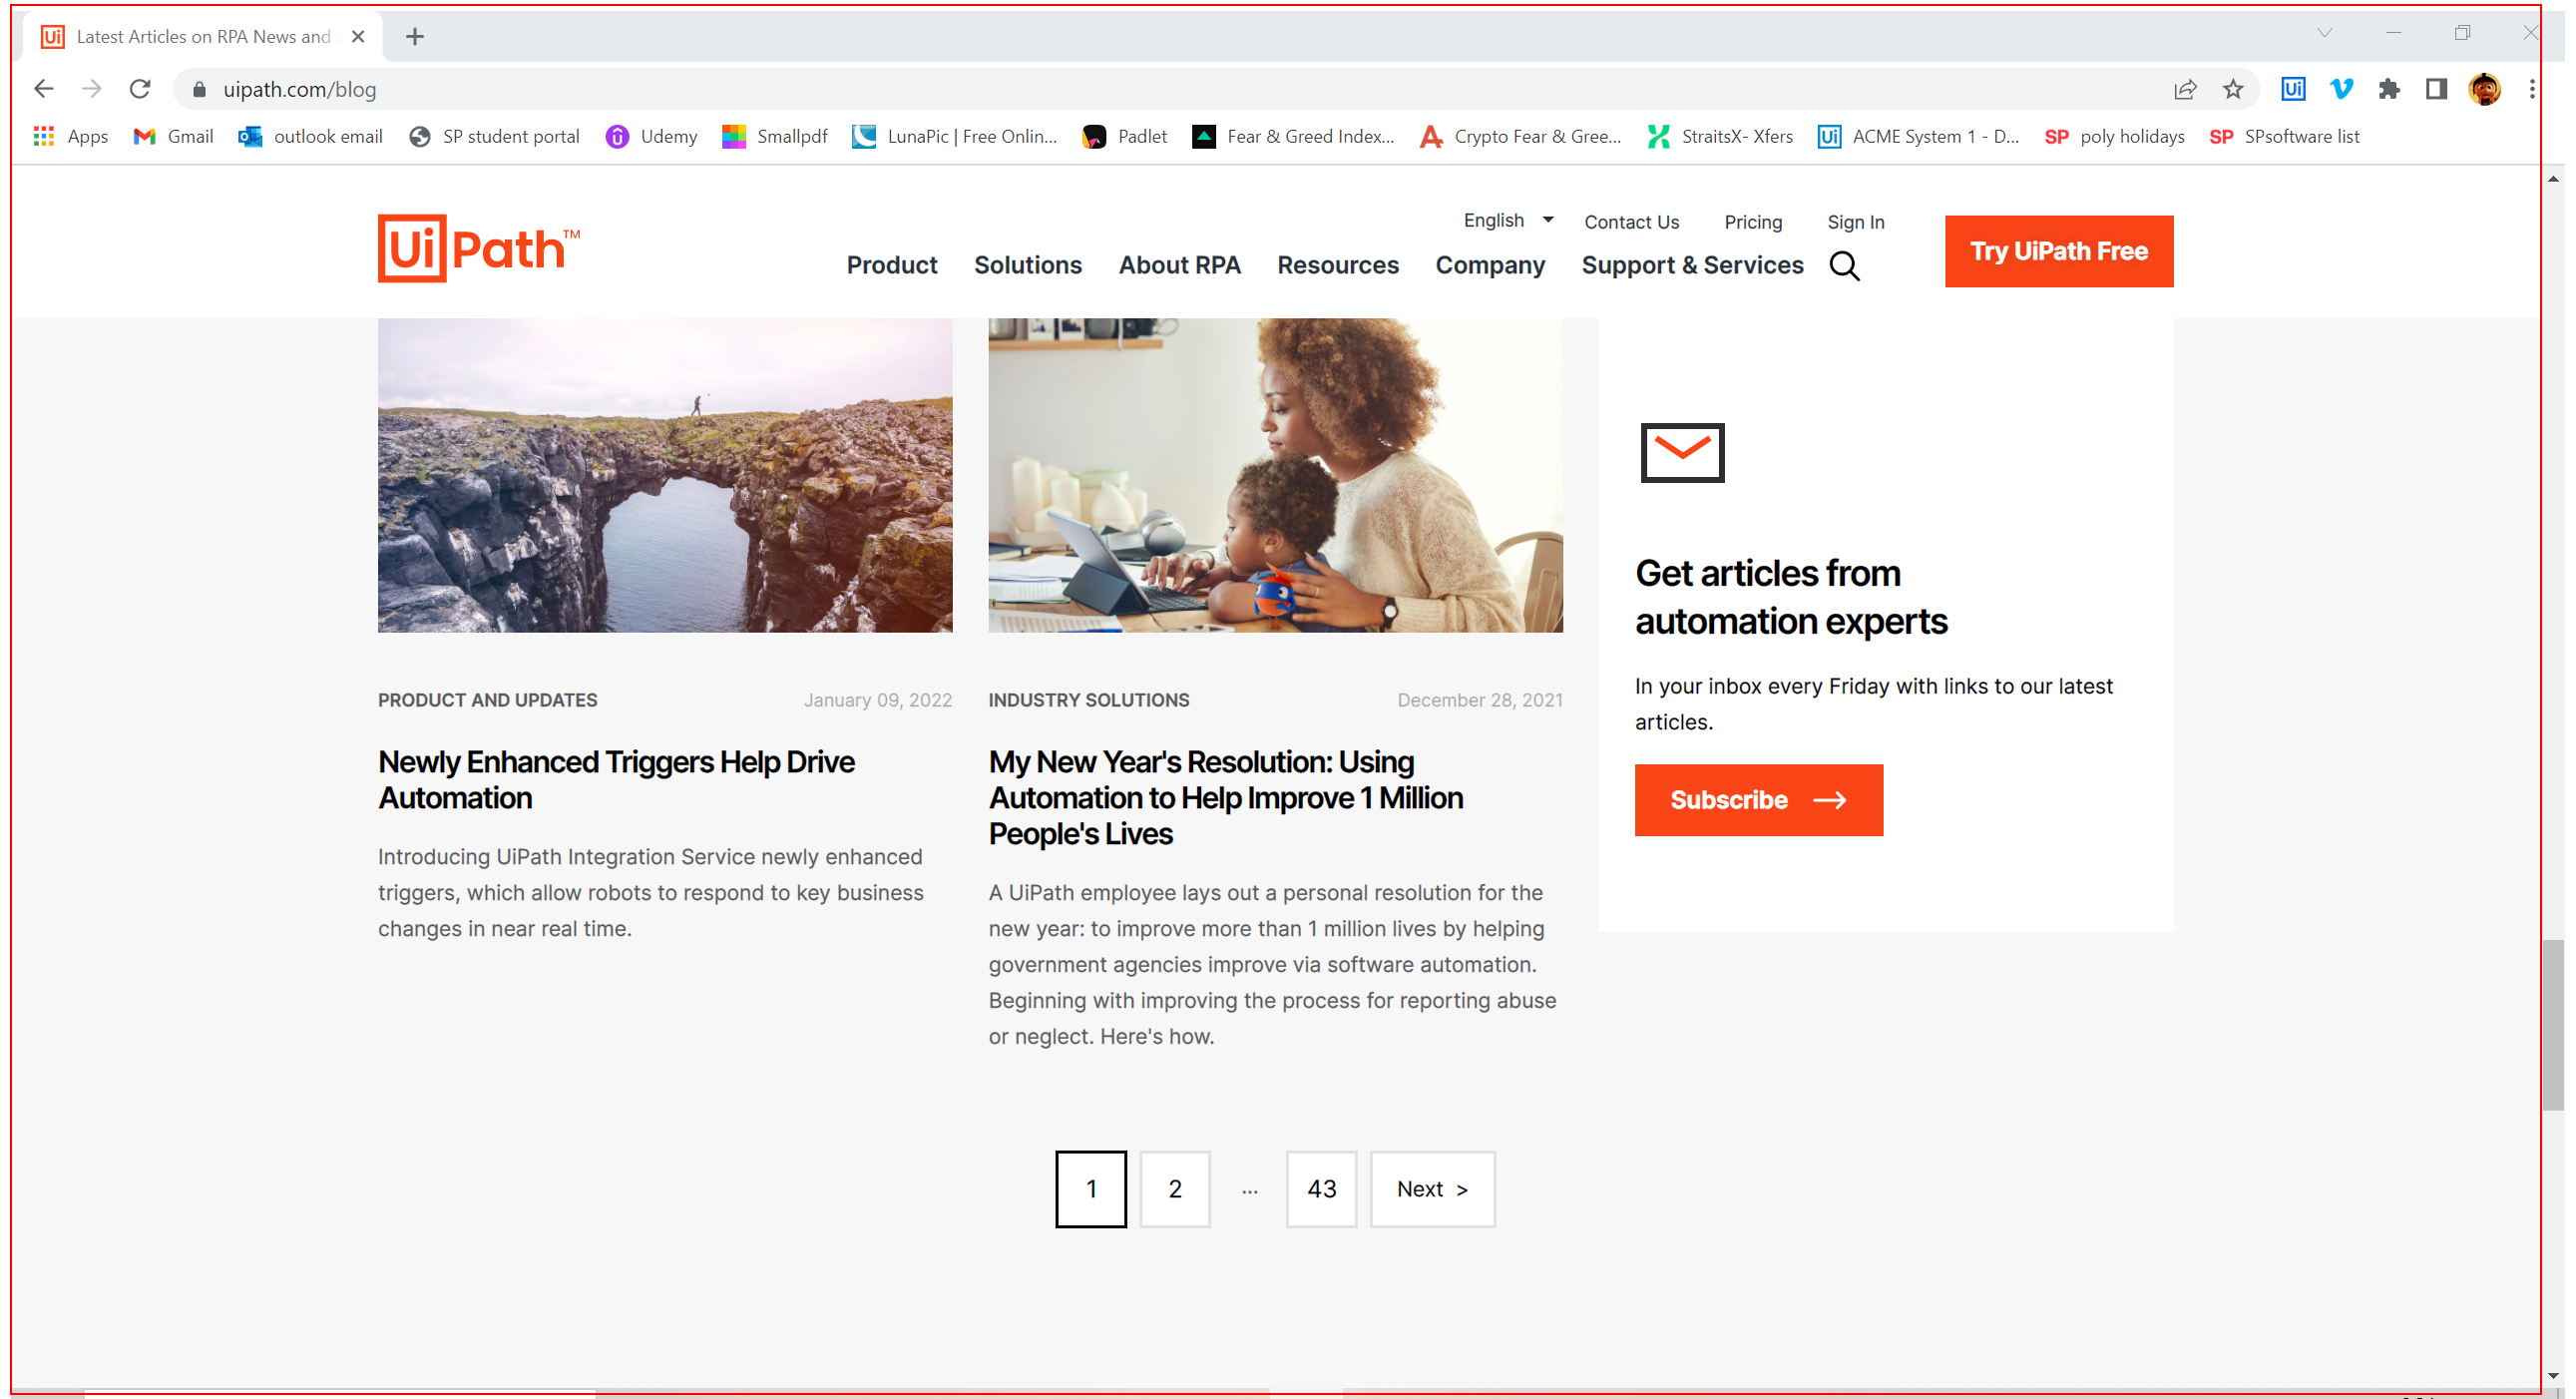 Ui Latest Articles on RPA News and
uipath.com/blog
Ui
Apps Gmail outlook email SP student portal Udemy Smallpdf LunaPic | Free Onlin... Padlet Fear & Greed Index... Crypto Fear & Gree... StraitsX- Xfers Ui ACME System 1 - D... SP poly holidays SP SPsoftware list
UiPath™
English Contact Us Pricing Sign In
Product Solutions About RPA Resources Company Support & Services
Try UiPath Free
PRODUCT AND UPDATES January 09, 2022
Newly Enhanced Triggers Help Drive
Automation
Introducing UiPath Integration Service newly enhanced
triggers, which allow robots to respond to key business
changes in near real time.
INDUSTRY SOLUTIONS December 28, 2021
My New Year's Resolution: Using
Automation to Help Improve 1 Million
People's Lives
A UiPath employee lays out a personal resolution for the
new year: to improve more than 1 million lives by helping
government agencies improve via software automation.
Beginning with improving the process for reporting abuse
or neglect. Here's how.
Get articles from
automation experts
In your inbox every Friday with links to our latest
articles.
Subscribe
1 2 ... 43 Next >